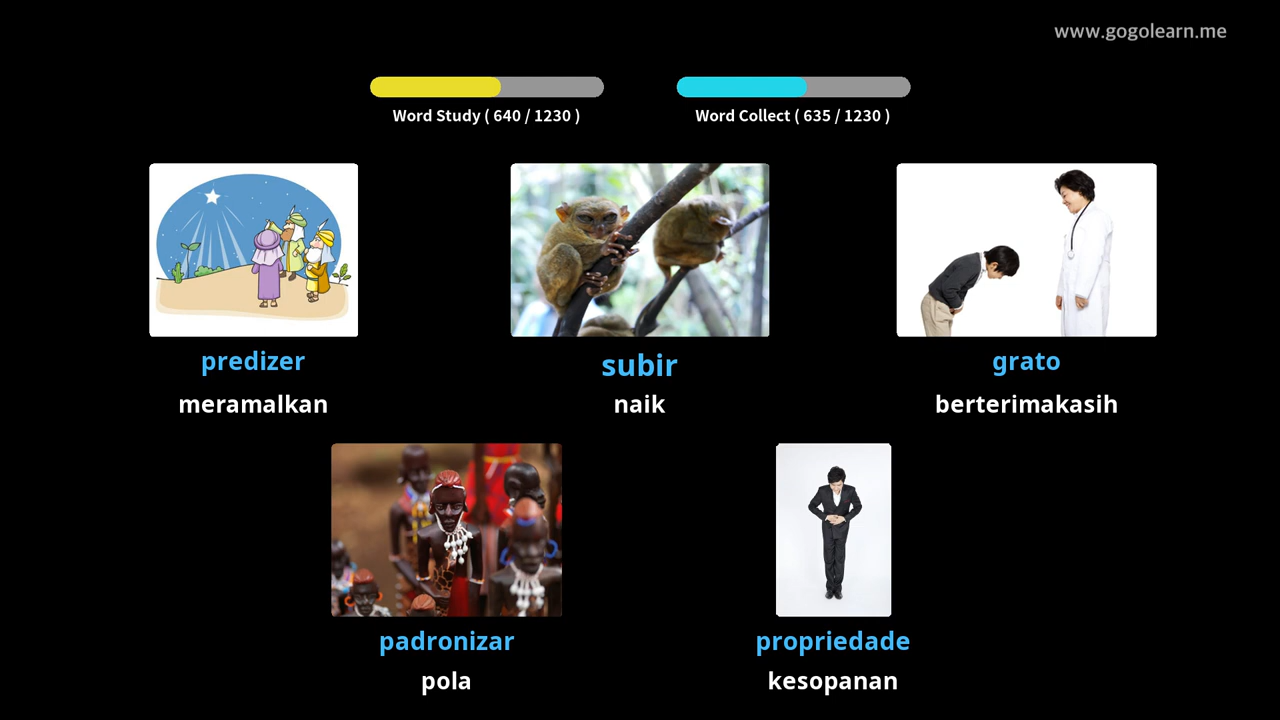 www.gogolearn.me
Word Study ( 640 / 1230 )
Word Collect ( 635 / 1230 )
predizer
meramalkan
subir
naik
grato
berterimakasih
padronizar
pola
propriedade
kesopanan